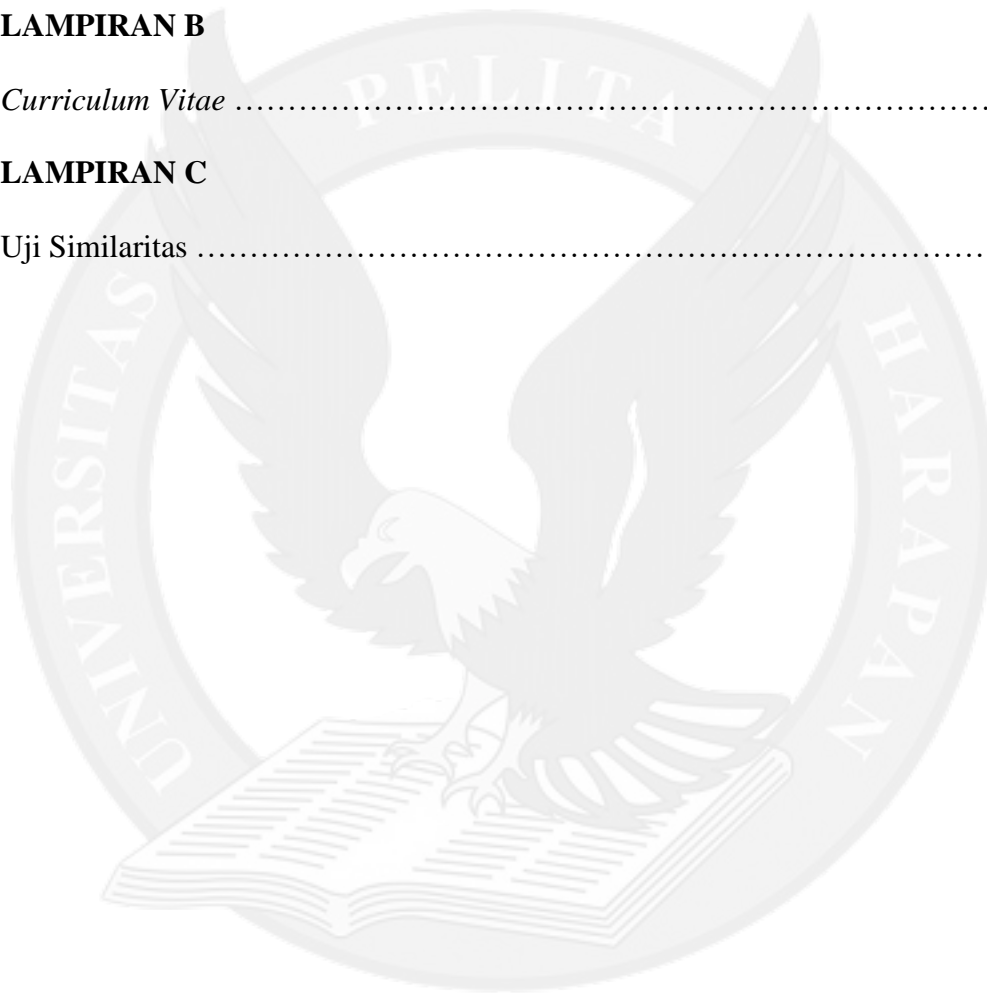 LAMPIRAN B
Curriculum Vitae ……………………………………………………………………
LAMPIRAN C
Uji Similaritas ……………………………………………………………………
UNIVERSITAS PELITA HARAPAN